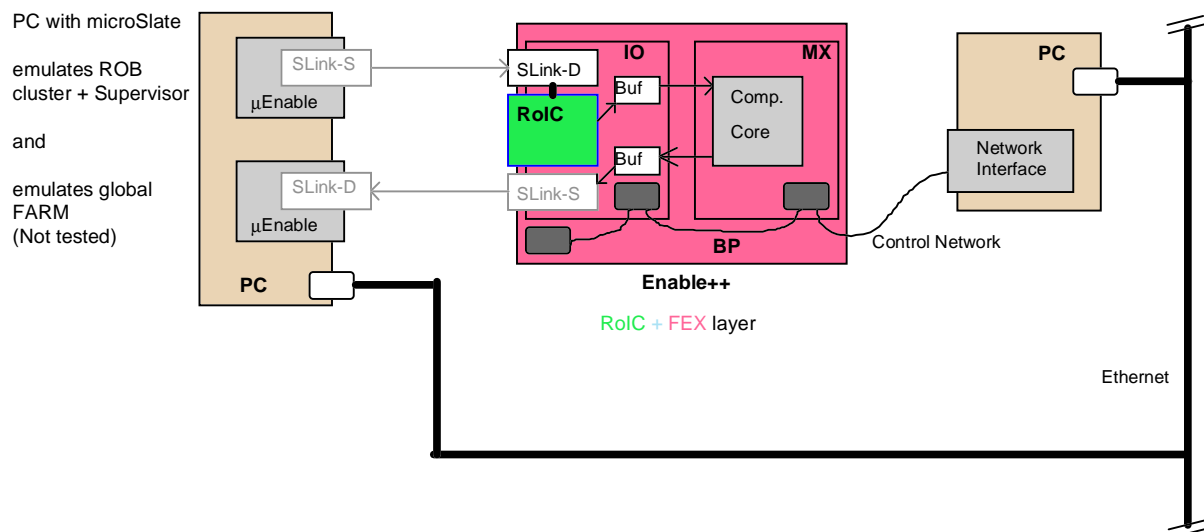 PC with microSlate
emulates ROB
cluster + Supervisor
and
emulates global
FARM
(Not tested)
SLink-S
μEnable
SLink-D
μEnable
PC
IO
MX
SLink-D
RoIC
Buf
Buf
SLink-S
Comp.
Core
BP
Enable++
RoIC + FEX layer
PC
Network
Interface
Control Network
Ethernet